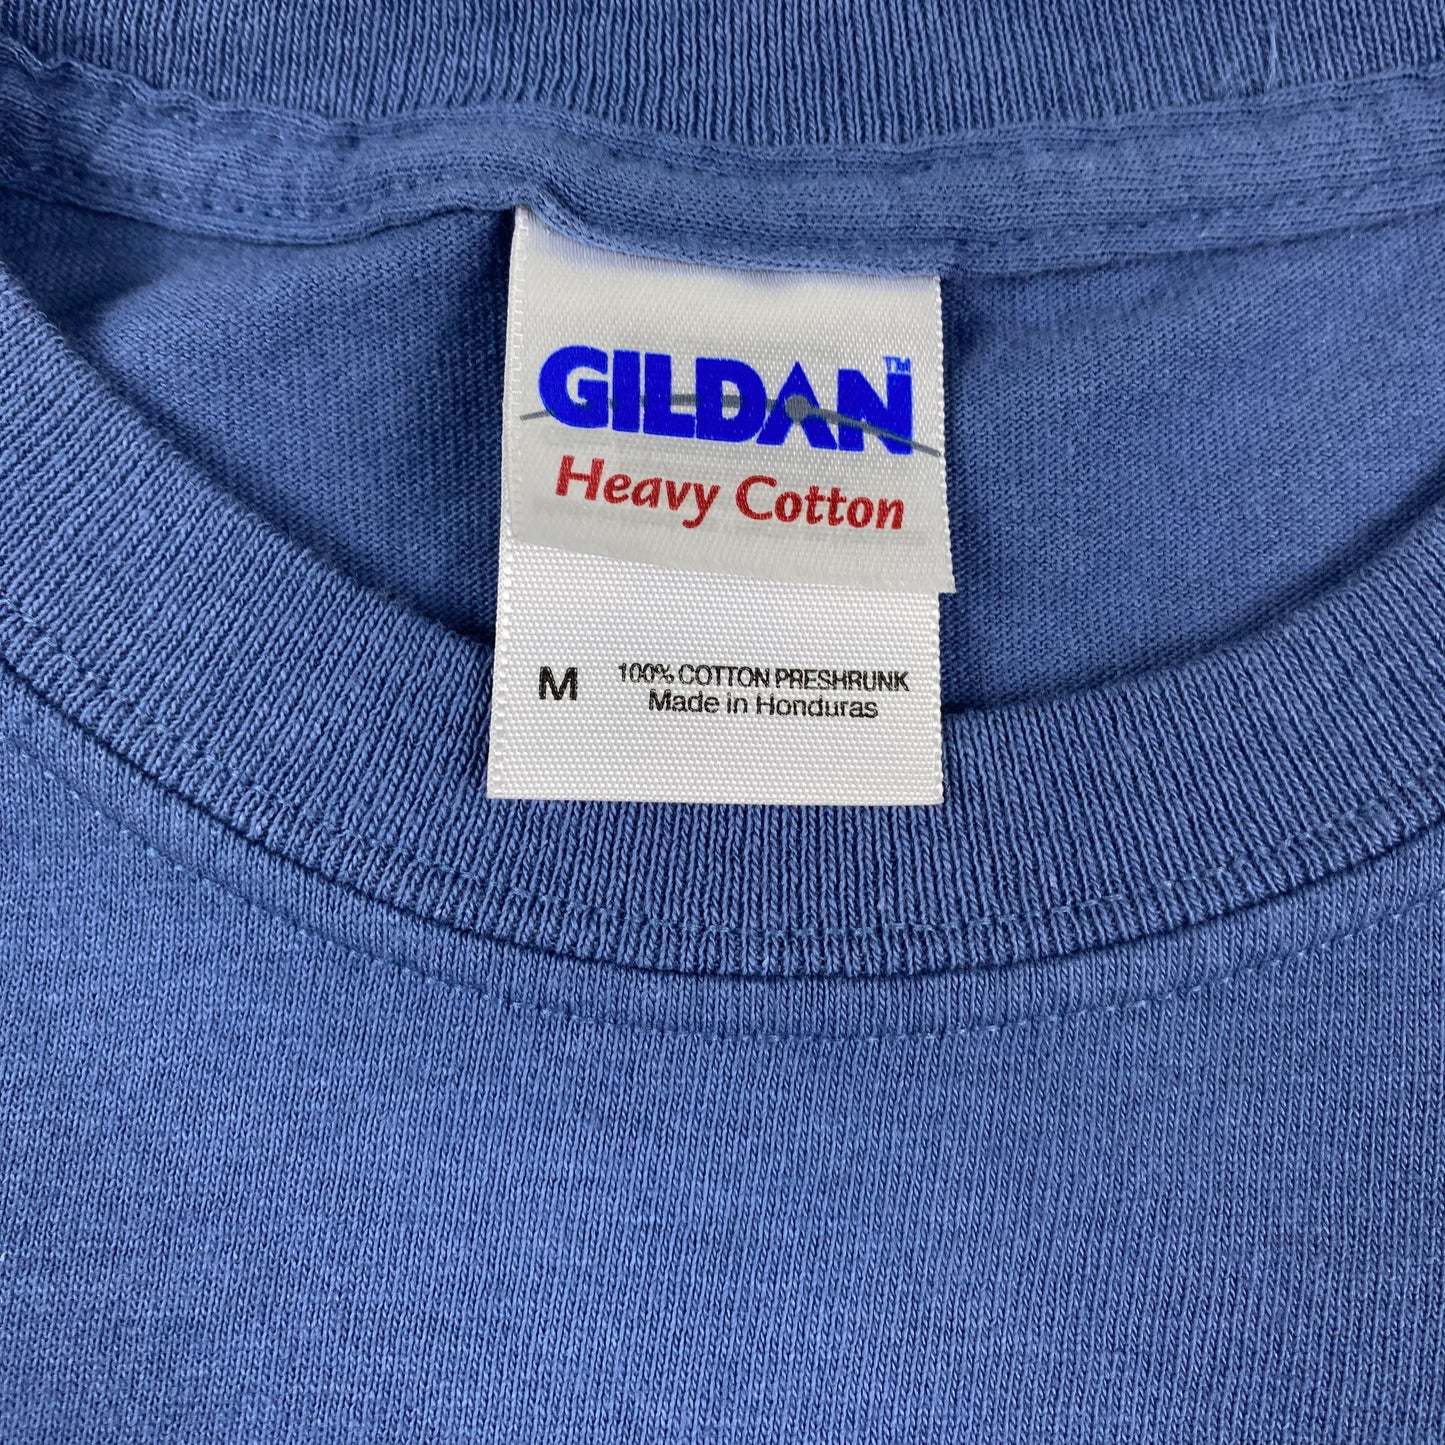 GILDAN™
Heavy Cotton
M
100% COTTON PRESHRUNK
Made in Honduras